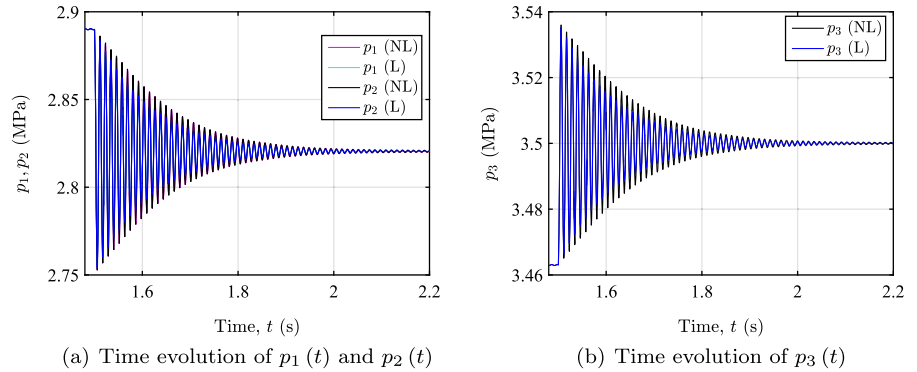 2.9
2.85
2.8
2.75
p₁, p₂ (MPa)
p₁ (NL)
p₁ (L)
p₂ (NL)
p₂ (L)
1.6
1.8
2
2.2
Time, t (s)
(a) Time evolution of p₁ (t) and p₂ (t)
3.54
3.52
3.5
3.48
3.46
p₃ (MPa)
p₃ (NL)
p₃ (L)
1.6
1.8
2
2.2
Time, t (s)
(b) Time evolution of p₃ (t)